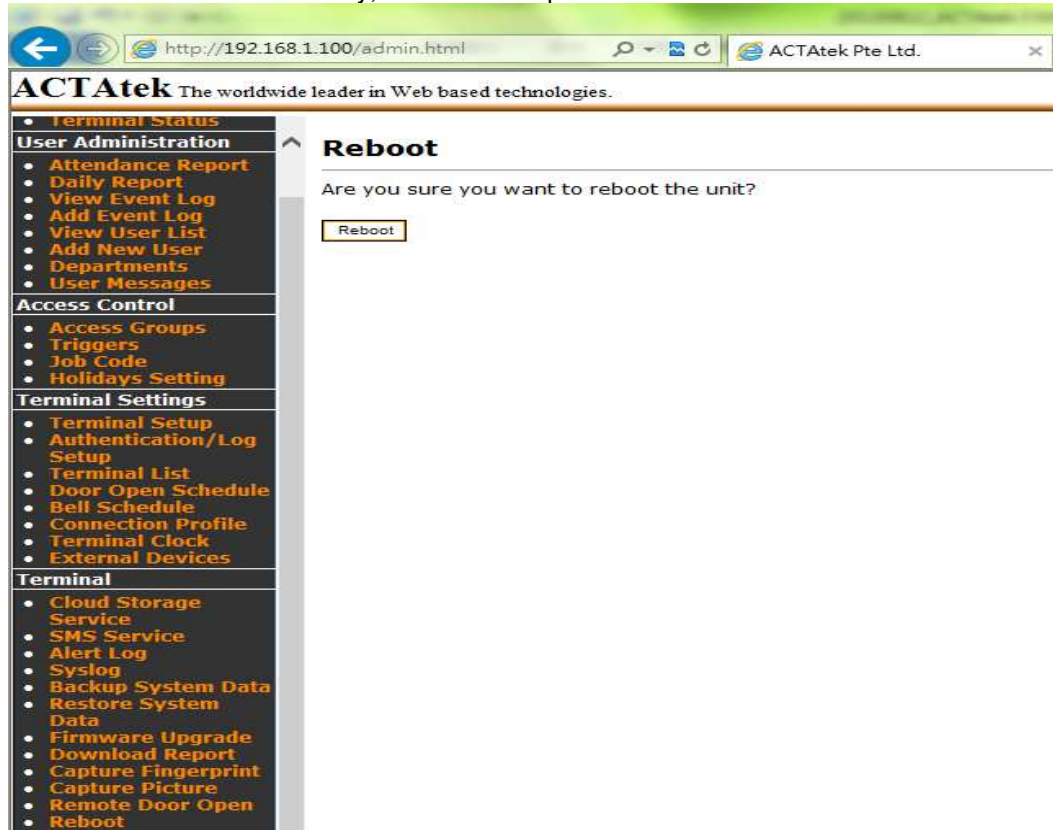 http://192.168.1.100/admin.html
ACTAtek Pte Ltd.
ACTAtek The worldwide leader in Web based technologies.
Terminal Status
User Administration
Attendance Report
Daily Report
View Event Log
Add Event Log
View User List
Add New User
Departments
User Messages
Access Control
Access Groups
Triggers
Job Code
Holidays Setting
Terminal Settings
Terminal Setup
Authentication/Log
Setup
Terminal List
Door Open Schedule
Bell Schedule
Connection Profile
Terminal Clock
External Devices
Terminal
Cloud Storage
Service
SMS Service
Alert Log
Syslog
Backup System Data
Restore System
Data
Firmware Upgrade
Download Report
Capture Fingerprint
Capture Picture
Remote Door Open
Reboot
Reboot
Are you sure you want to reboot the unit?
Reboot